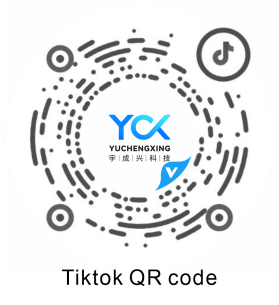 YCX
YUCHENGXING
宇成兴科技
Tiktok QR code